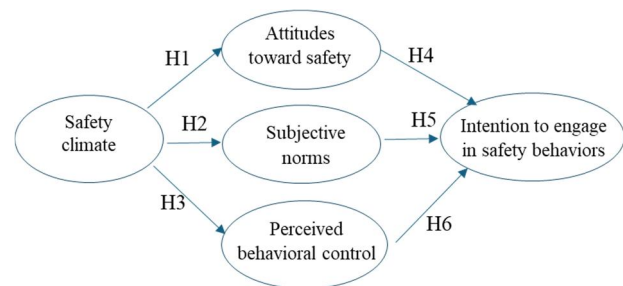 Attitudes
toward safety
H1
H4
Safety
climate
H2
Subjective
norms
H5
Intention to engage
in safety behaviors
H3
Perceived
behavioral control
H6